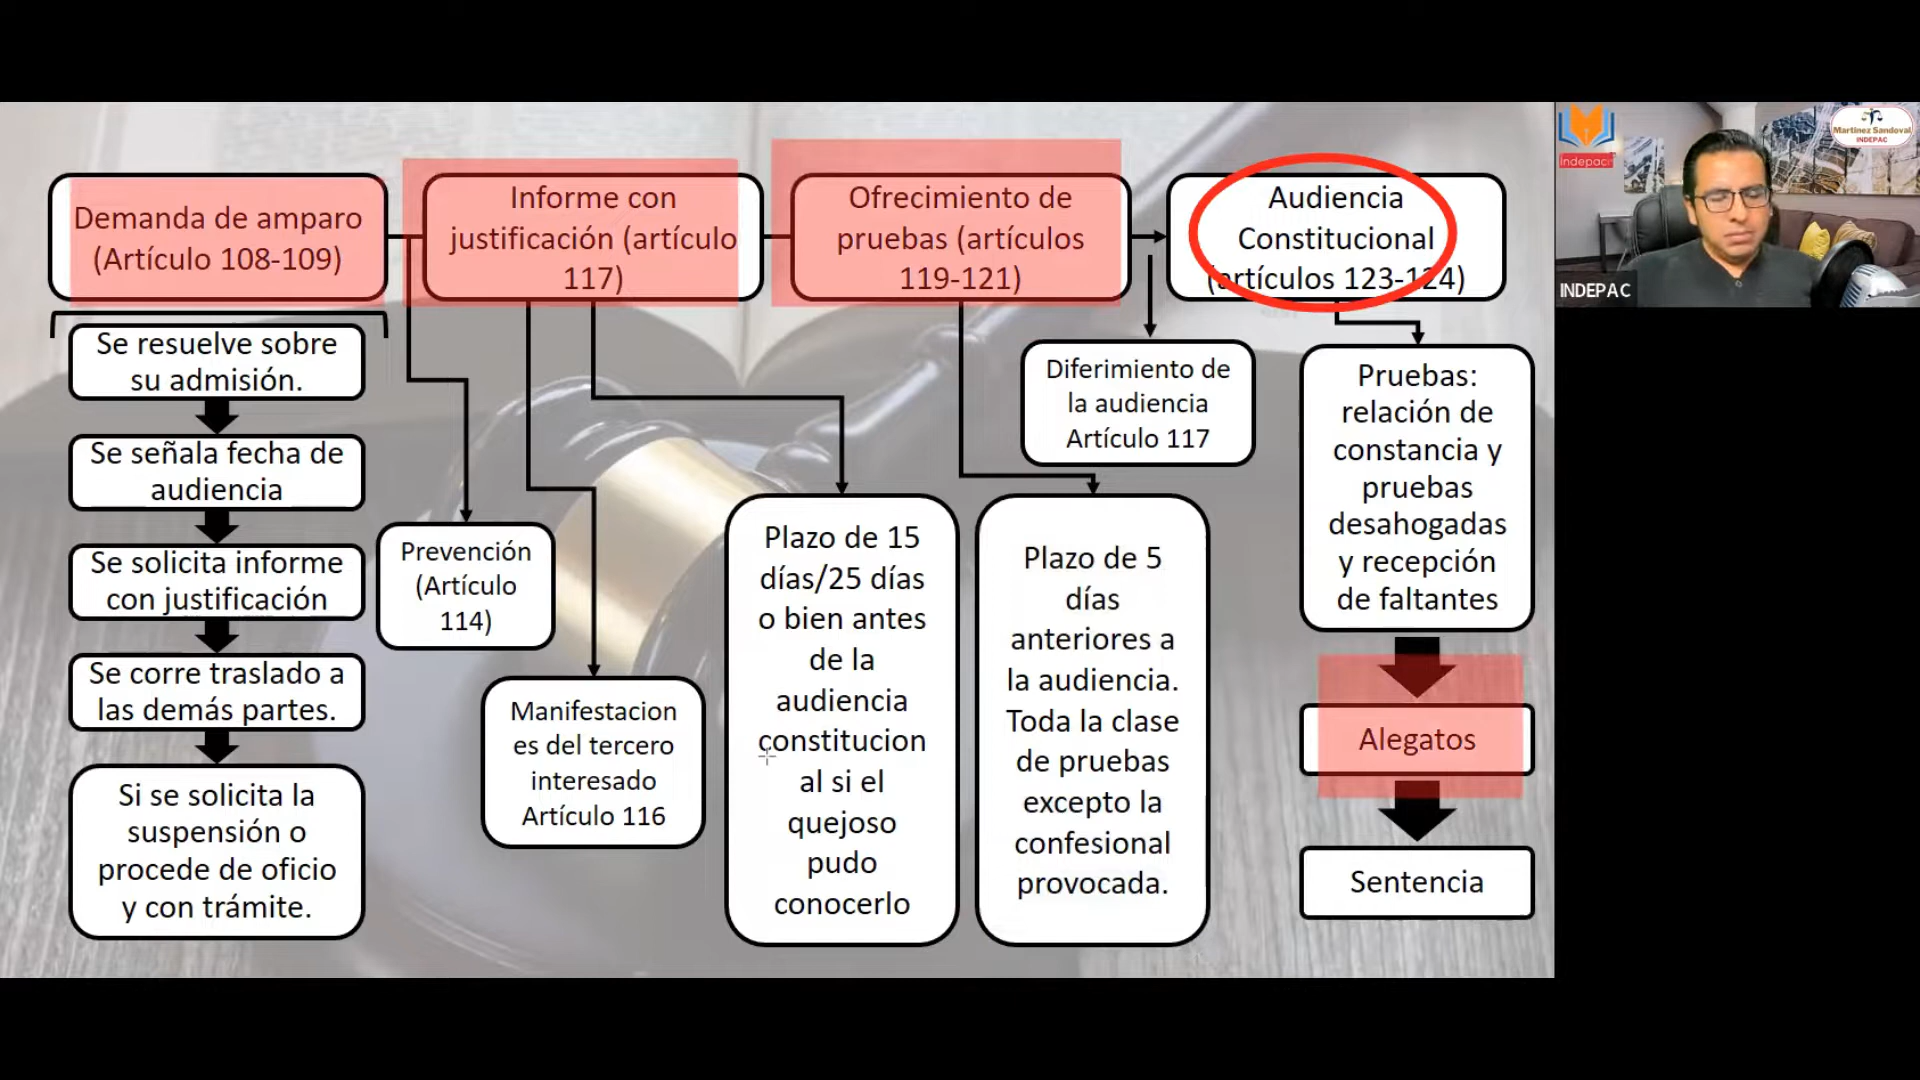 Demanda de amparo
(Artículo 108-109)
Se resuelve sobre
su admisión.
Se señala fecha de
audiencia
Se solicita informe
con justificación
Se corre traslado a
las demás partes.
Si se solicita la
suspensión o
procede de oficio
y con trámite.
Informe con
justificación (artículo
117)
Prevención
(Artículo
114)
Manifestacion
es del tercero
interesado
Artículo 116
Plazo de 15
días/25 días
o bien antes
de la
audiencia
constitucion
al si el
quejoso
pudo
conocerlo
Ofrecimiento de
pruebas (artículos
119-121)
Plazo de 5
días
anteriores a
la audiencia.
Toda la clase
de pruebas
excepto la
confesional
provocada.
Diferimiento de
la audiencia
Artículo 117
Audiencia
Constitucional
(artículos 123-124)
Pruebas:
relación de
constancia y
pruebas
desahogadas
y recepción
de faltantes
Alegatos
Sentencia
Indepac
Martínez Sandoval
INDEPAC
INDEPAC